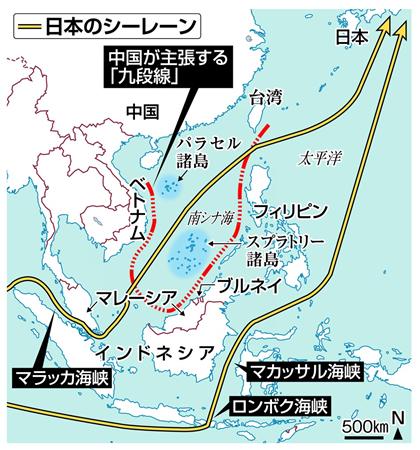 日本のシーレーン
中国が主張する
「九段線」
日本
中国
台湾
パラセル
諸島
太平洋
ベトナム
南シナ海
フィリピン
スプラトリー
諸島
マレーシア
ブルネイ
インドネシア
マラッカ海峡
マカッサル海峡
ロンボク海峡
500km
N